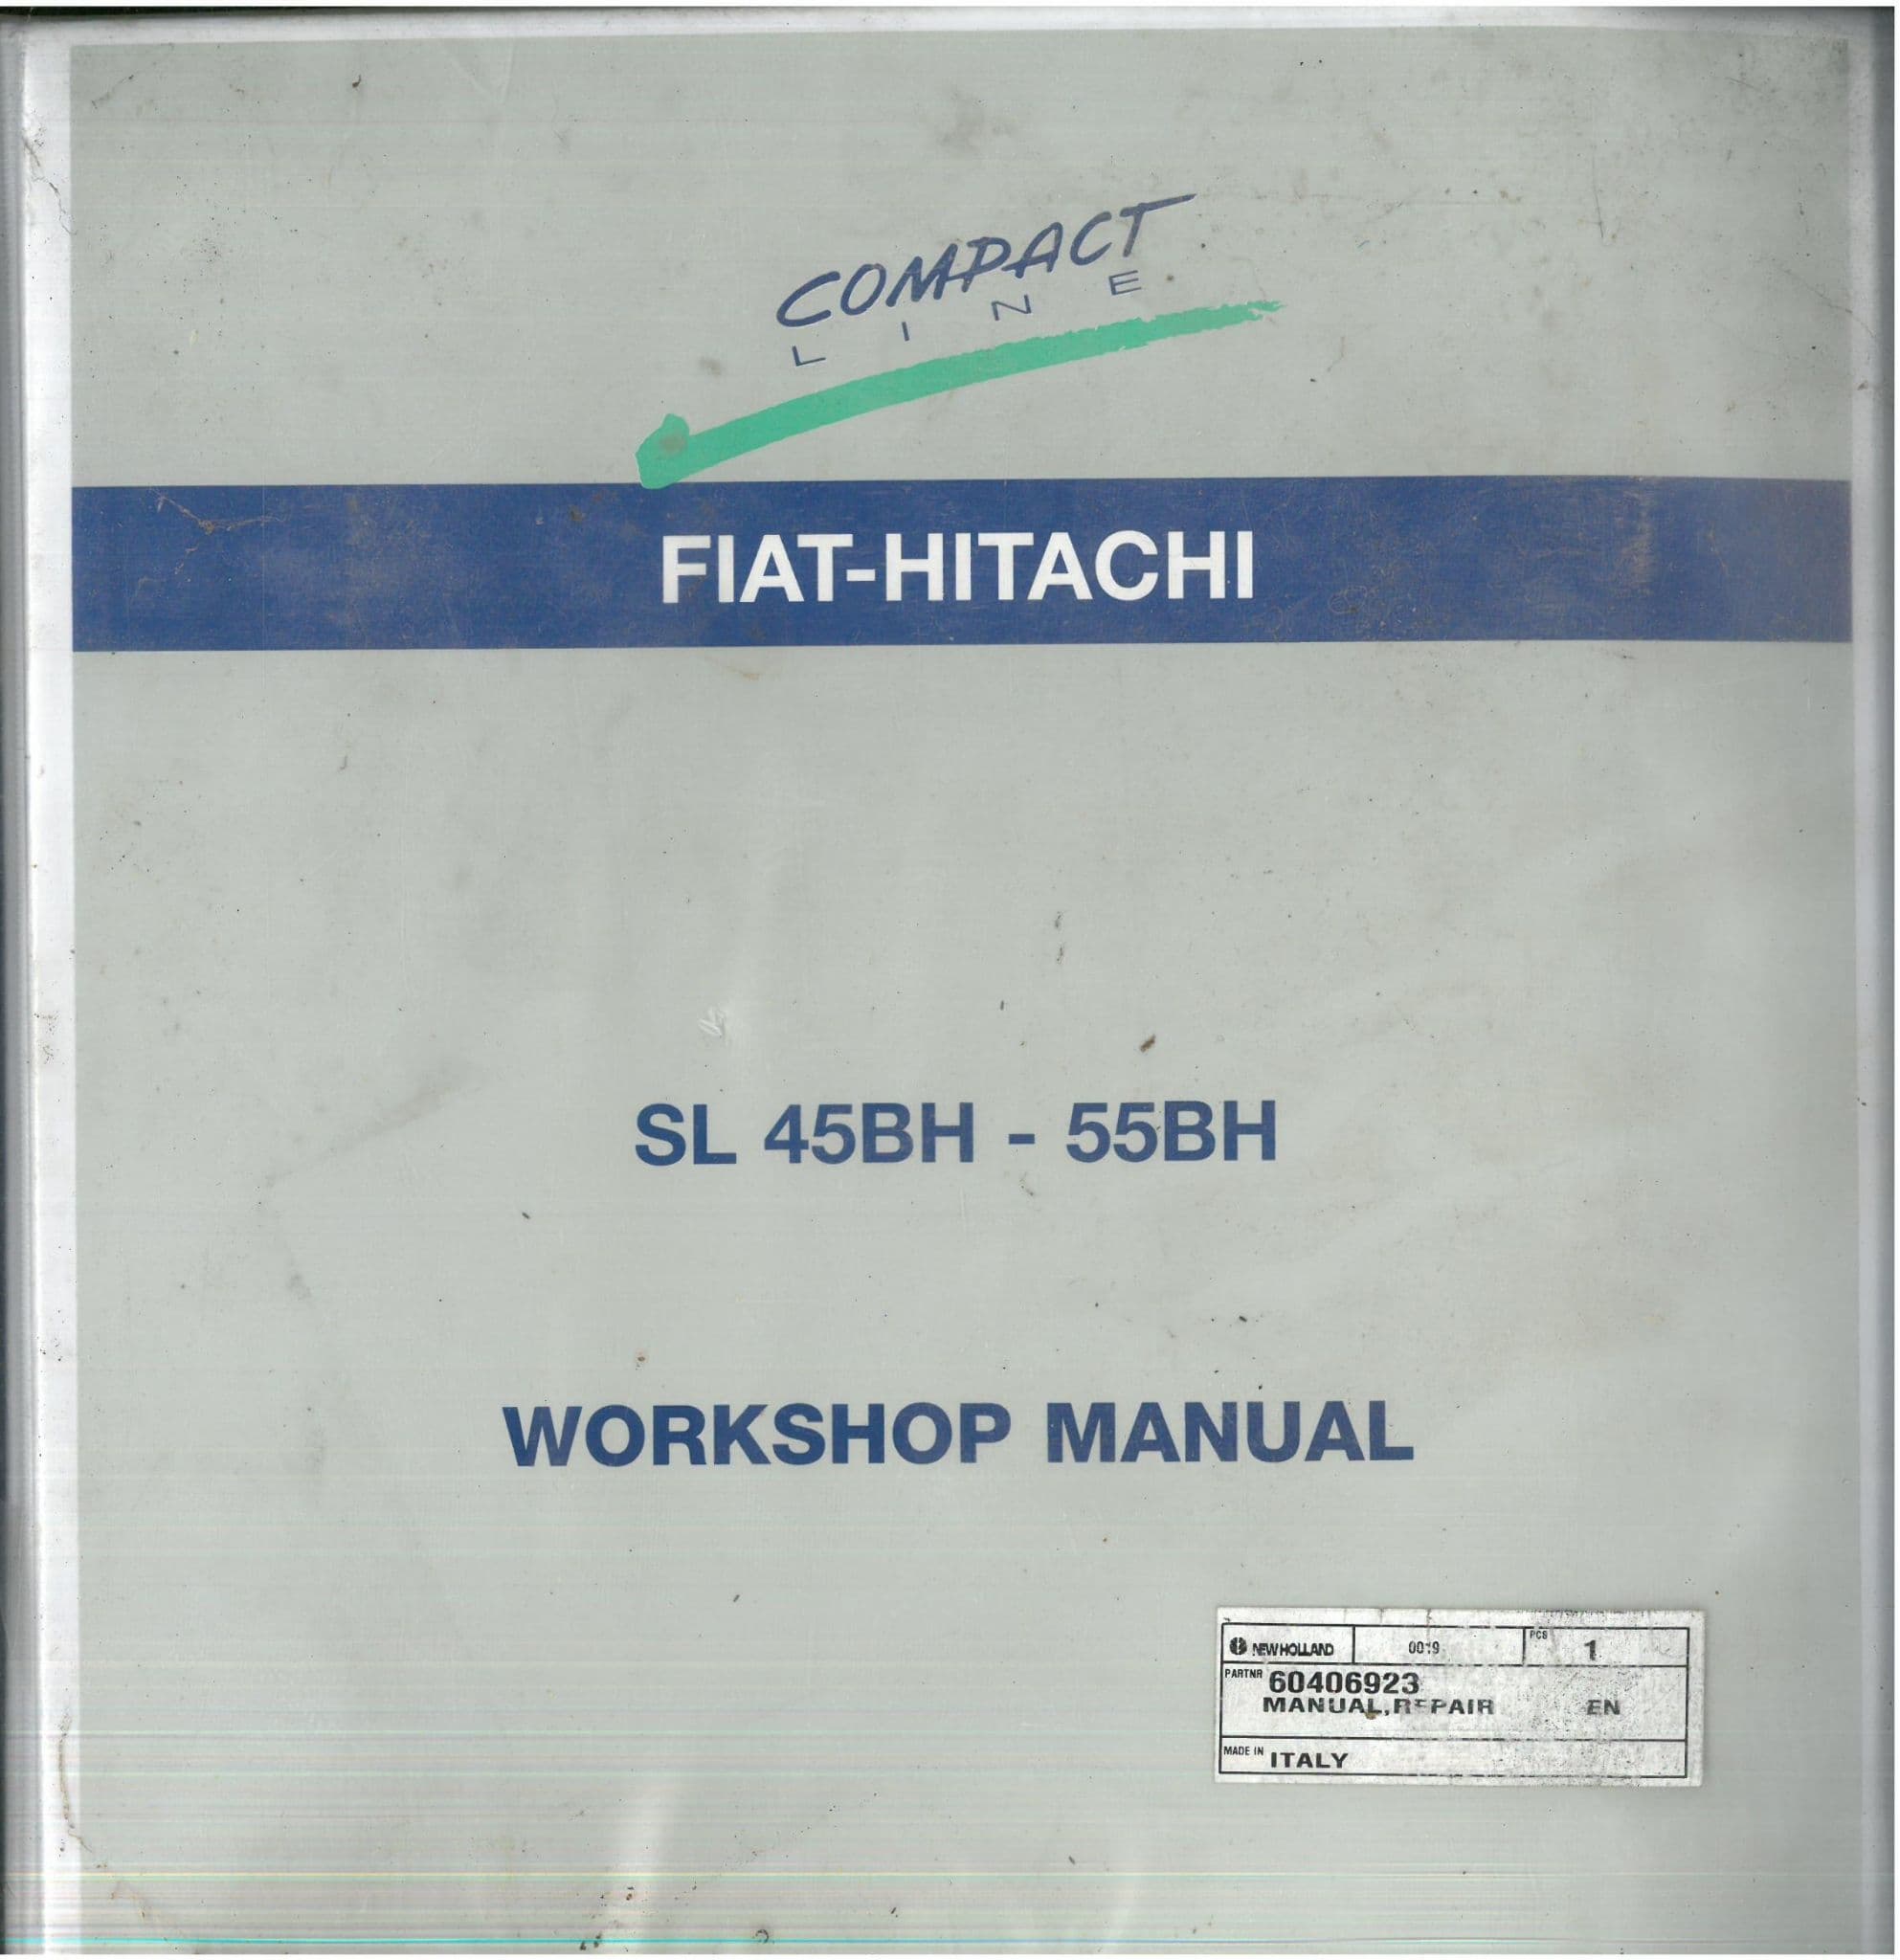 COMPACT
LINE
FIAT-HITACHI
SL 45BH - 55BH
WORKSHOP MANUAL
NEW HOLLAND 0019 PCS 1
PARTNR 60406923
MANUAL,REPAIR EN
MADE IN ITALY